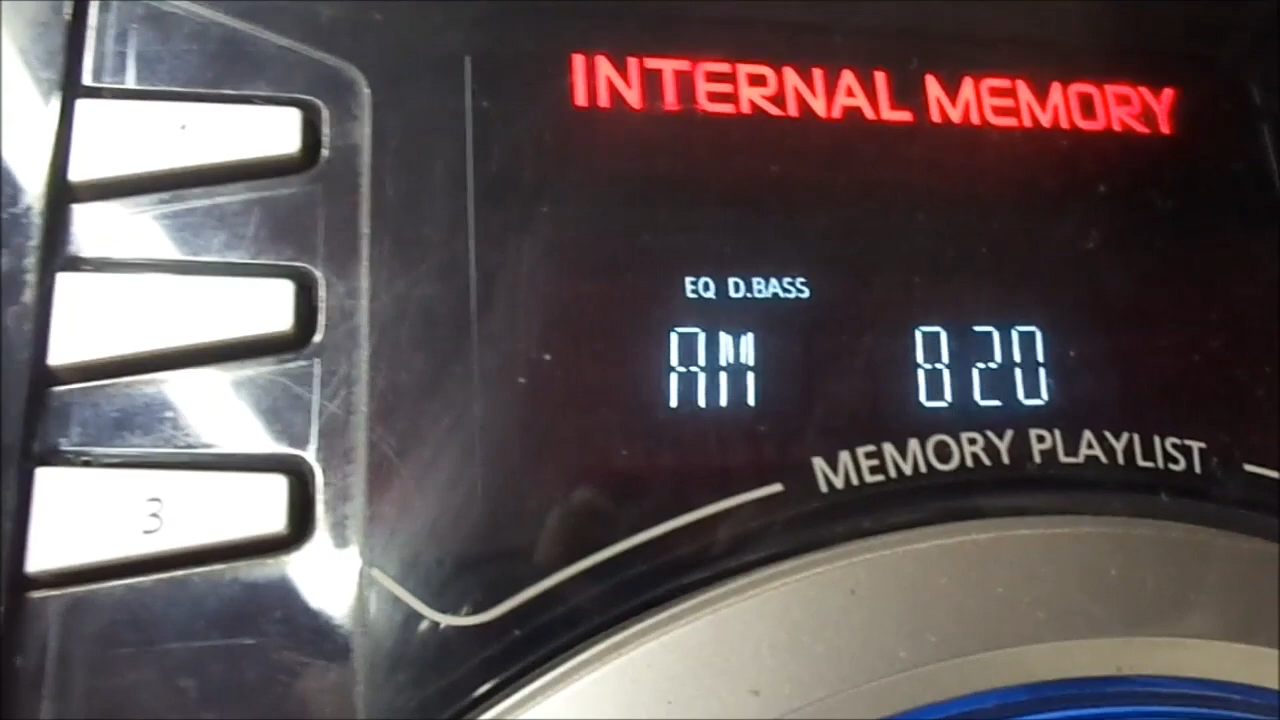 INTERNAL MEMORY
EQ D.BASS
AM 820
MEMORY PLAYLIST
3